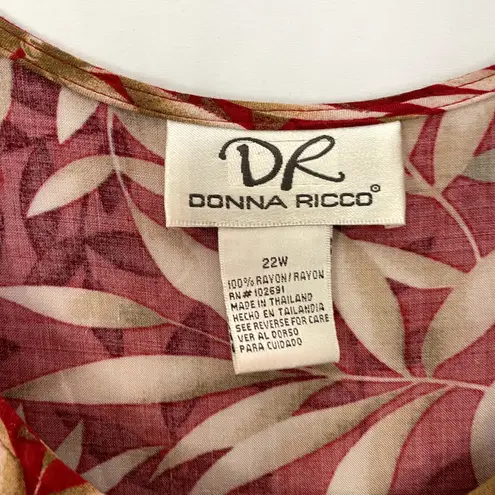 DR
DONNA RICCO®
22W
100% RAYON/RAYON
RN# 102691
MADE IN THAILAND
HECHO EN TAILANDIA
SEE REVERSE FOR CARE
VER AL DORSO
PARA CUIDADO